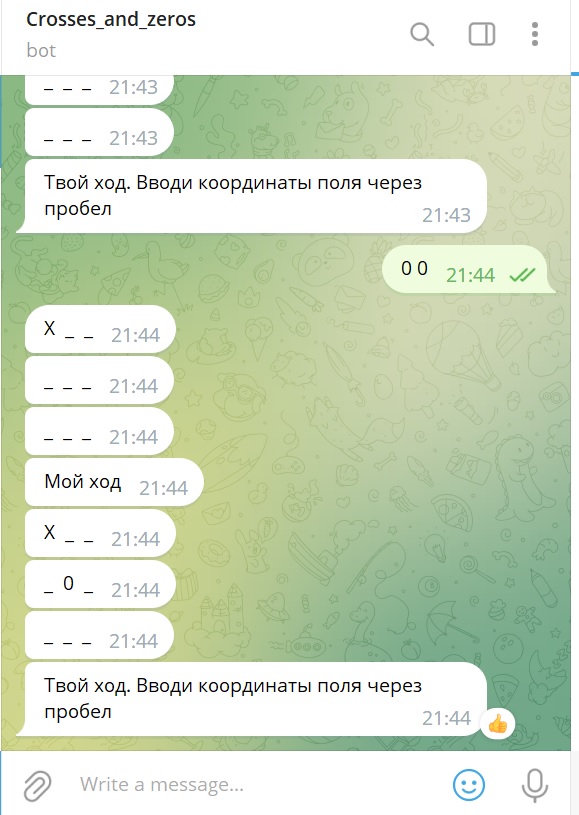 Crosses_and_zeros
bot
_ _ _ 21:43
_ _ _ 21:43
Твой ход. Вводи координаты поля через
пробел
21:43
0 0 21:44
X _ _ 21:44
_ _ _ 21:44
_ _ _ 21:44
Мой ход 21:44
X _ _ 21:44
_ 0 _ 21:44
_ _ _ 21:44
Твой ход. Вводи координаты поля через
пробел
21:44
Write a message...